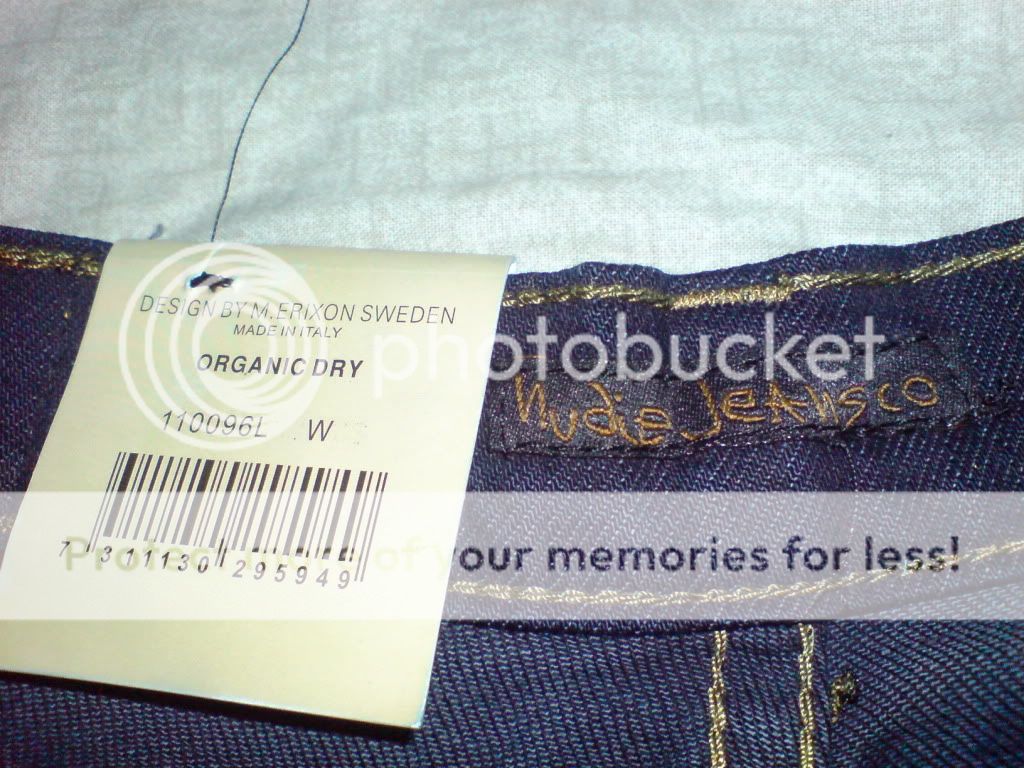 DESIGN BY M.ERIXON SWEDEN
MADE IN ITALY
ORGANIC DRY
110096L W
7 311130 295949
Nudie Jeans co
photobucket
Protect more of your memories for less!